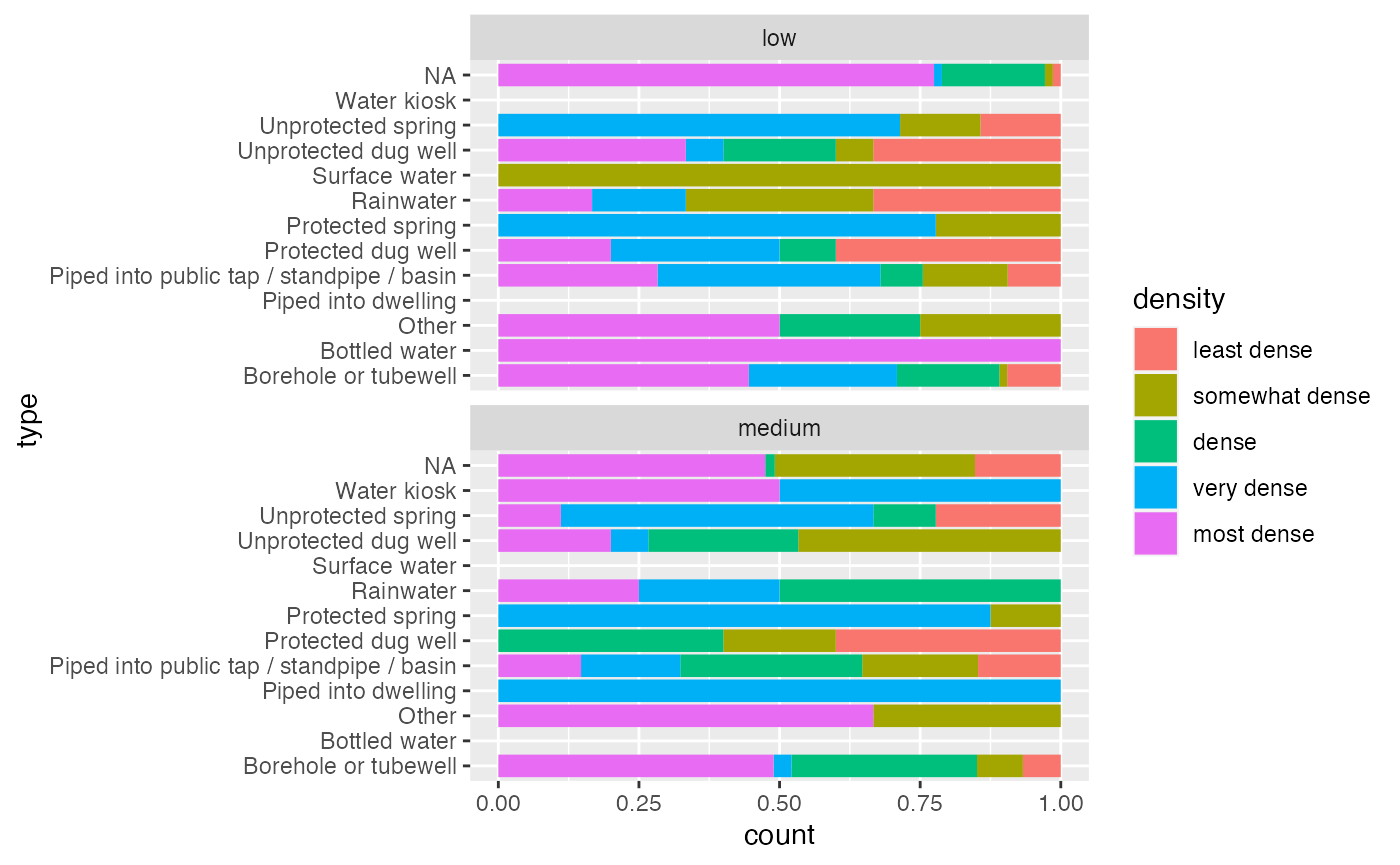 low
NA
Water kiosk
Unprotected spring
Unprotected dug well
Surface water
Rainwater
Protected spring
Protected dug well
Piped into public tap / standpipe / basin
Piped into dwelling
Other
Bottled water
Borehole or tubewell
type
medium
NA
Water kiosk
Unprotected spring
Unprotected dug well
Surface water
Rainwater
Protected spring
Protected dug well
Piped into public tap / standpipe / basin
Piped into dwelling
Other
Bottled water
Borehole or tubewell
0.00 0.25 0.50 0.75 1.00
count
density
least dense
somewhat dense
dense
very dense
most dense